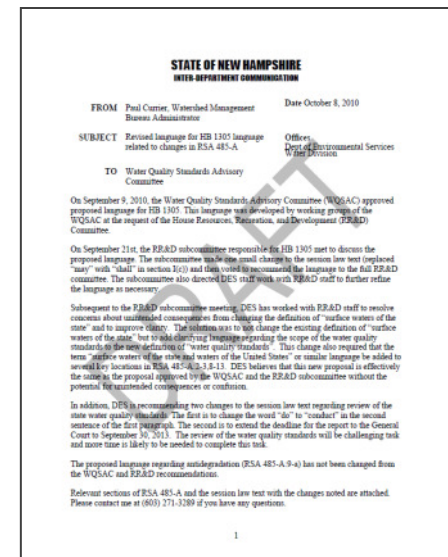 STATE OF NEW HAMPSHIRE
INTER-DEPARTMENT COMMUNICATION
FROM Paul Currier, Watershed Management Date October 8, 2010
Bureau Administrator
SUBJECT Revised language for HB 1305 language Offices
related to changes in RSA 485-A Dept of Environmental Services
Water Division
TO Water Quality Standards Advisory
Committee
On September 9, 2010, the Water Quality Standards Advisory Committee (WQSAC) approved
proposed language for HB 1305. This language was developed by working groups of the
WQSAC at the request of the House Resources, Recreation, and Development (RR&D)
Committee.
On September 21st, the RR&D subcommittee responsible for HB 1305 met to discuss the
proposed language. The subcommittee made one small change to the session law text (replaced
"may" with "shall" in section 1(c)) and then voted to recommend the language to the full RR&D
committee. The subcommittee also directed DES staff work with RR&D staff to further refine
the language as necessary.
Subsequent to the RR&D subcommittee meeting, DES has worked with RR&D staff to resolve
concerns about unintended consequences from changing the definition of "surface waters of the
state" and to improve clarity. The solution was to not change the existing definition of "surface
waters of the state" but to add clarifying language regarding the scope of the water quality
standards to the new definition of "water quality standards". This change also required that the
term "surface waters of the state and waters of the United States" or similar language be added to
several key locations in RSA 485-A:2-3,8-13. DES believes that this new proposal is effectively
the same as the proposal approved by the WQSAC and the RR&D subcommittee without the
potential for unintended consequences or confusion.
In addition, DES is recommending two changes to the session law text regarding review of the
state water quality standards. The first is to change the word "do" to "conduct" in the second
sentence of the first paragraph. The second is to extend the deadline for the report to the General
Court to September 30, 2013. The review of the water quality standards will be challenging task
and more time is likely to be needed to complete this task.
The proposed language regarding antidegradation (RSA 485-A:9-a) has not been changed from
the WQSAC and RR&D recommendations.
Relevant sections of RSA 485-A and the session law text with the changes noted are attached.
Please contact me at (603) 271-3289 if you have any questions.
1
DRAFT